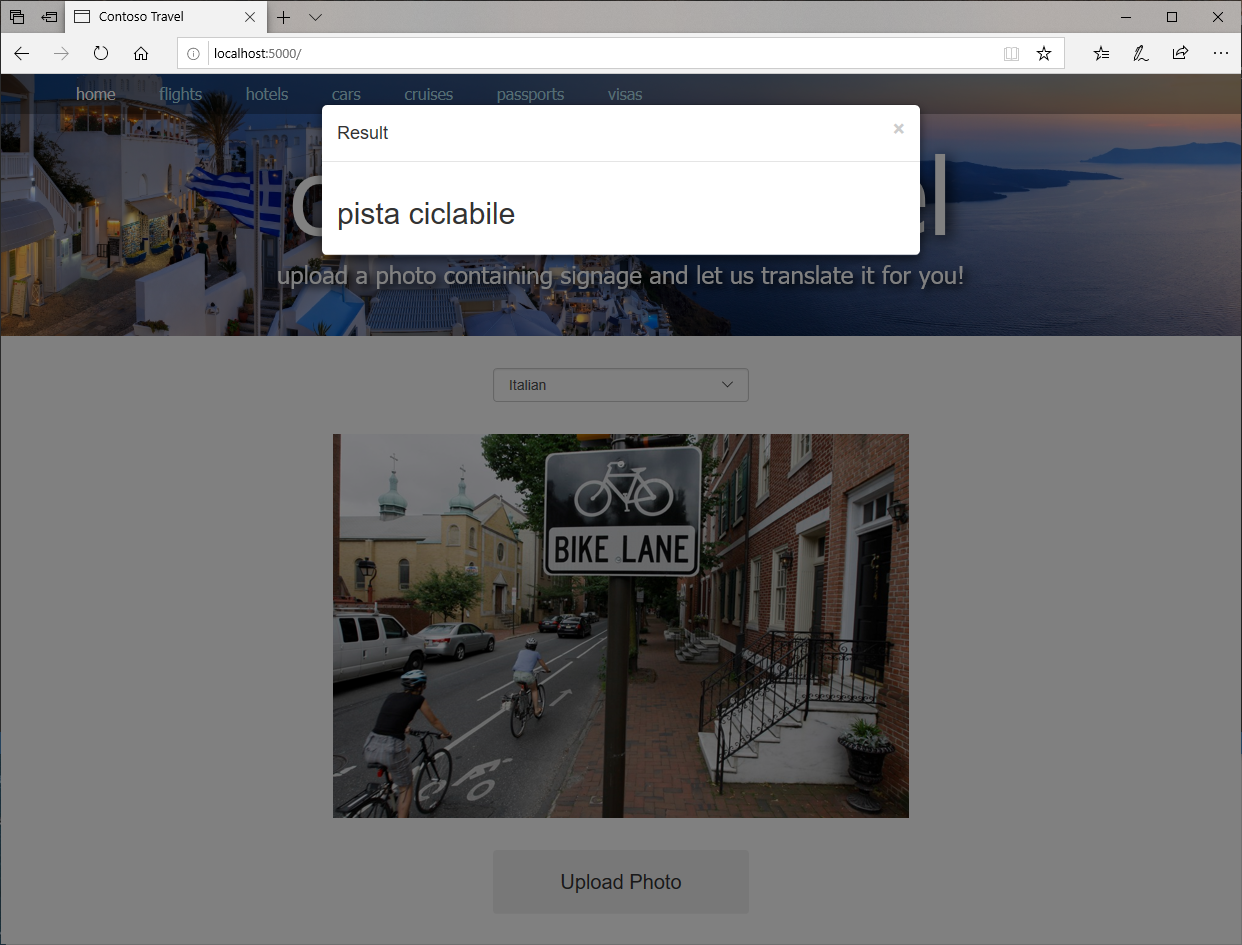 Contoso Travel
localhost:5000/
home flights hotels cars cruises passports visas
Result ×
pista ciclabile
upload a photo containing signage and let us translate it for you!
Italian
BIKE LANE
Upload Photo